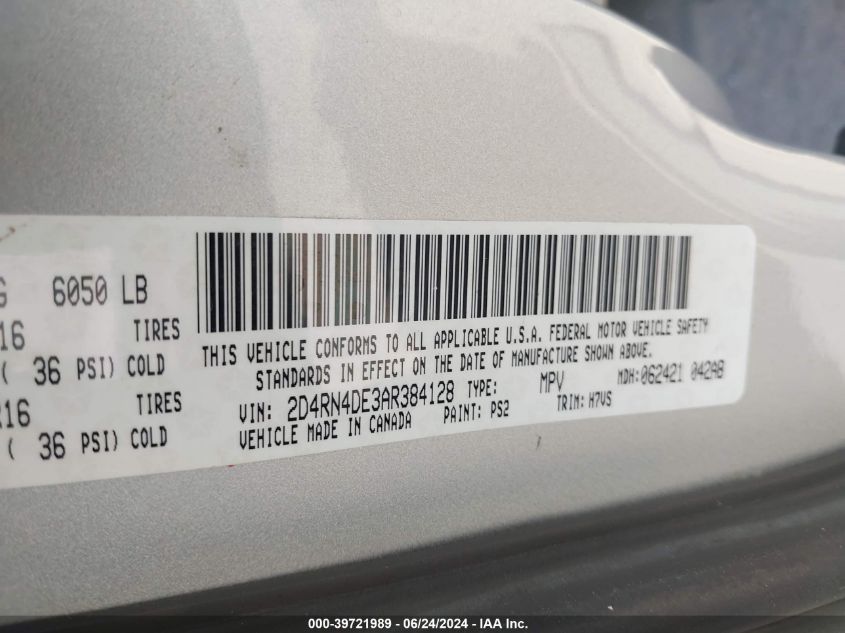 G 6050 LB
16 TIRES
( 36 PSI) COLD
R16 TIRES
( 36 PSI) COLD
THIS VEHICLE CONFORMS TO ALL APPLICABLE U.S.A. FEDERAL MOTOR VEHICLE SAFETY
STANDARDS IN EFFECT ON THE DATE OF MANUFACTURE SHOWN ABOVE.
VIN: 2D4RN4DE3AR384128 TYPE: MPV MDH:062421 042AB
VEHICLE MADE IN CANADA PAINT: PS2 TRIM: H7VS
000-39721989 - 06/24/2024 - IAA Inc.